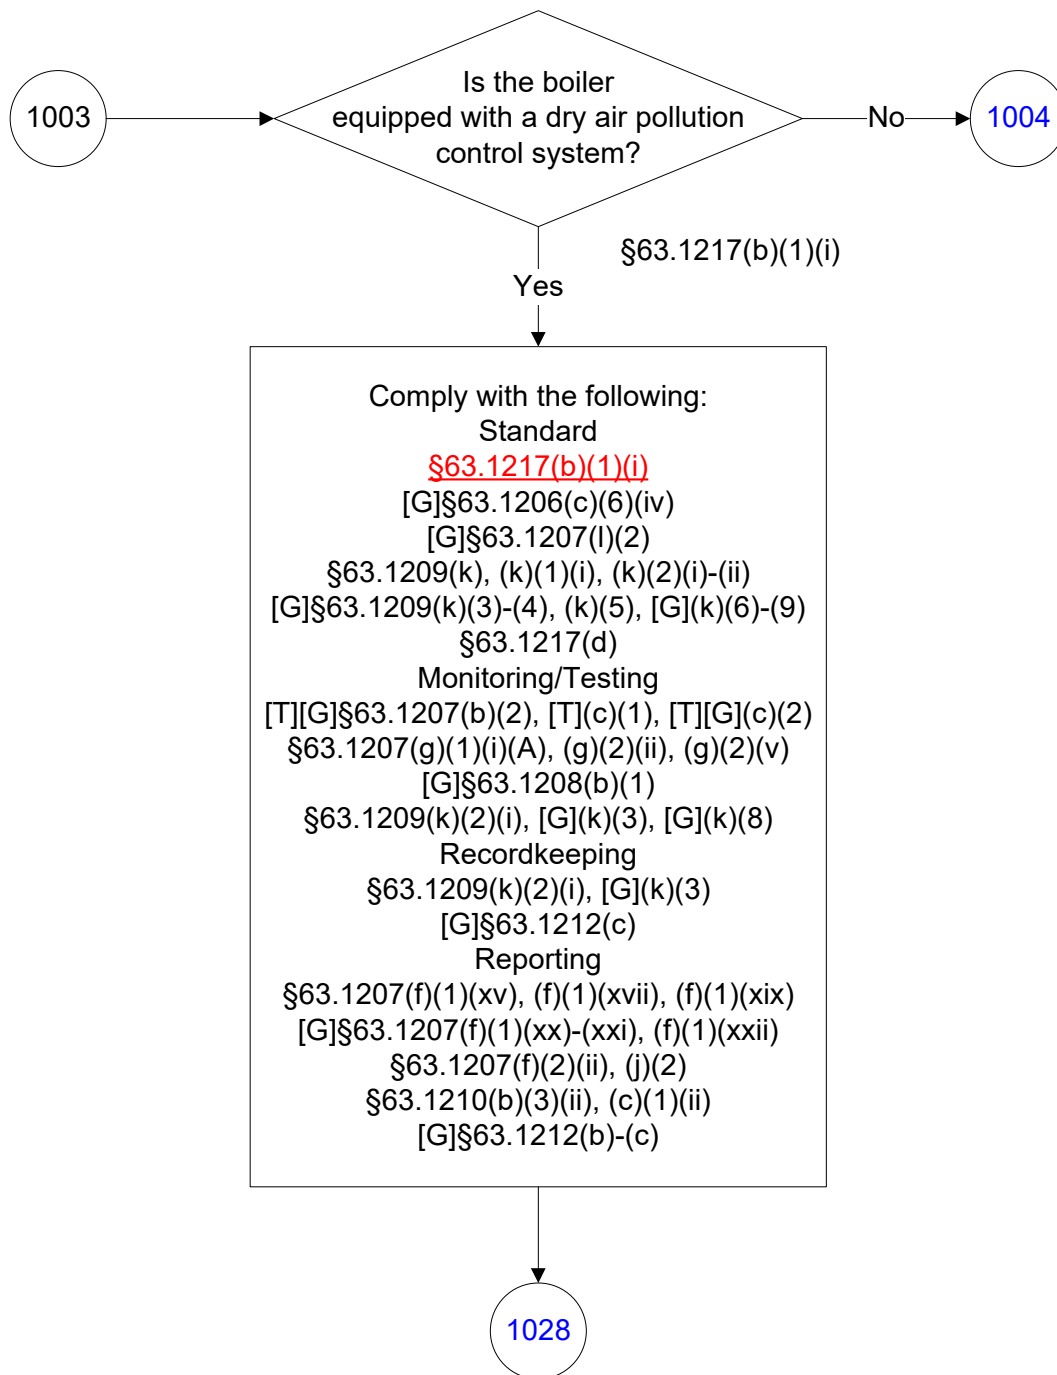 Is the boiler
equipped with a dry air pollution
control system?
1003
No
1004
§63.1217(b)(1)(i)
Yes
Comply with the following:
Standard
§63.1217(b)(1)(i)
[G]§63.1206(c)(6)(iv)
[G]§63.1207(l)(2)
§63.1209(k), (k)(1)(i), (k)(2)(i)-(ii)
[G]§63.1209(k)(3)-(4), (k)(5), [G](k)(6)-(9)
§63.1217(d)
Monitoring/Testing
[T][G]§63.1207(b)(2), [T](c)(1), [T][G](c)(2)
§63.1207(g)(1)(i)(A), (g)(2)(ii), (g)(2)(v)
[G]§63.1208(b)(1)
§63.1209(k)(2)(i), [G](k)(3), [G](k)(8)
Recordkeeping
§63.1209(k)(2)(i), [G](k)(3)
[G]§63.1212(c)
Reporting
§63.1207(f)(1)(xv), (f)(1)(xvii), (f)(1)(xix)
[G]§63.1207(f)(1)(xx)-(xxi), (f)(1)(xxii)
§63.1207(f)(2)(ii), (j)(2)
§63.1210(b)(3)(ii), (c)(1)(ii)
[G]§63.1212(b)-(c)
1028